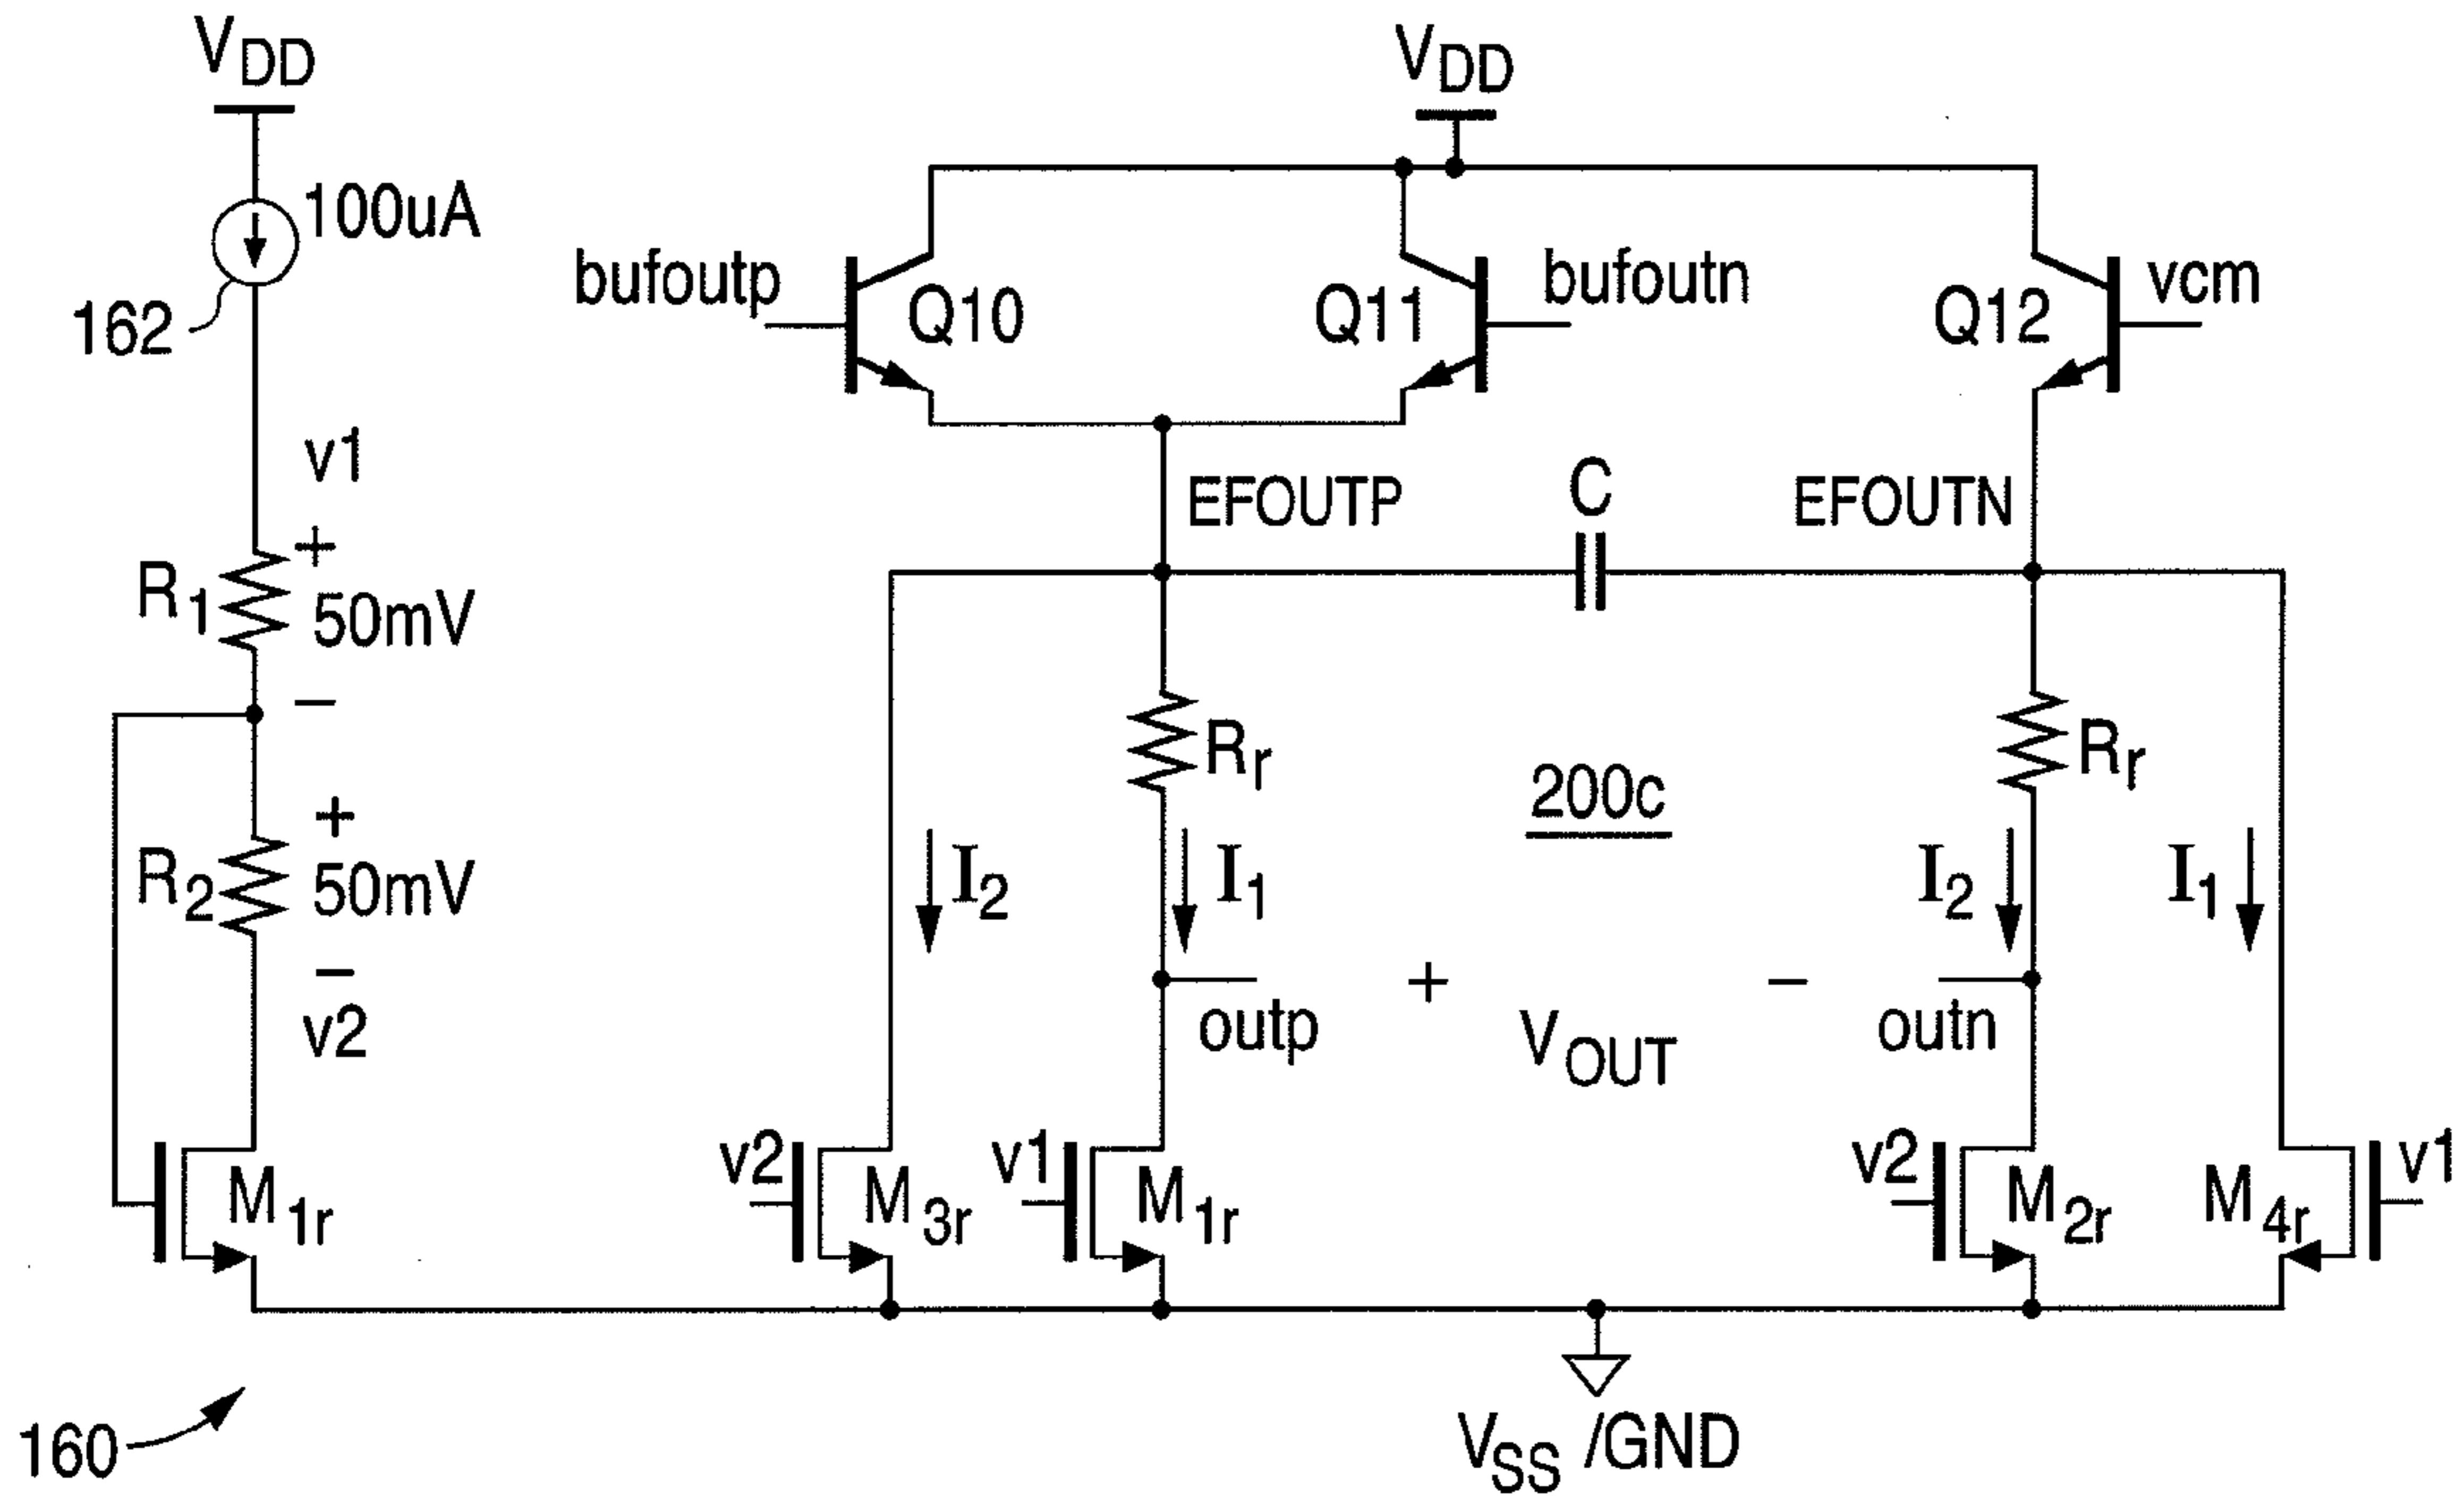 VDD
VDD
100uA
bufoutp
Q10
Q11
bufoutn
Q12
vcm
162
v1
EFOUTP
C
EFOUTN
+
R1
50mV
−
Rr
Rr
200c
+
R2
50mV
−
v2
I2
I1
I2
I1
+
−
outp
VOUT
outn
M1r
v2
M3r
v1
M1r
v2
M2r
M4r
v1
160
VSS /GND